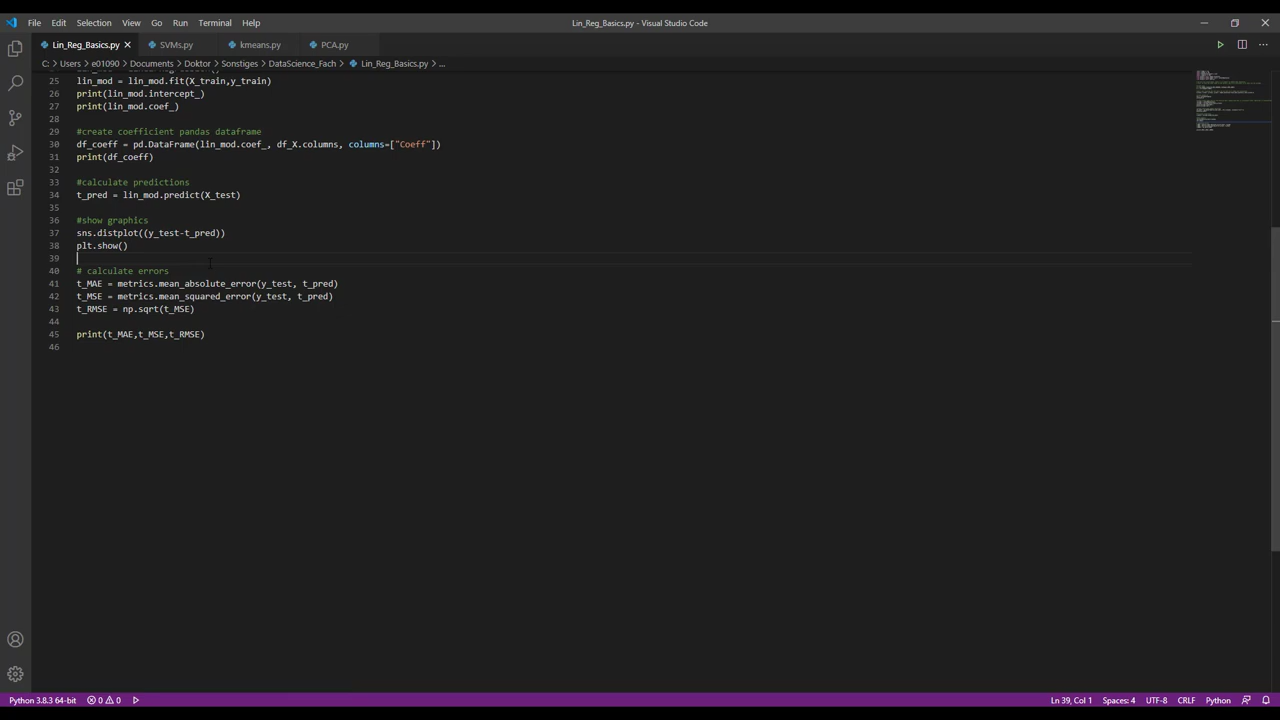 File Edit Selection View Go Run Terminal Help Lin_Reg_Basics.py - Visual Studio Code
Lin_Reg_Basics.py SVMs.py kmeans.py PCA.py
C: > Users > e01090 > Documents > Doktor > Sonstiges > DataScience_Fach > Lin_Reg_Basics.py > ...
25 lin_mod = lin_mod.fit(X_train,y_train)
26 print(lin_mod.intercept_)
27 print(lin_mod.coef_)
28
29 #create coefficient pandas dataframe
30 df_coeff = pd.DataFrame(lin_mod.coef_, df_X.columns, columns=["Coeff"])
31 print(df_coeff)
32
33 #calculate predictions
34 t_pred = lin_mod.predict(X_test)
35
36 #show graphics
37 sns.distplot((y_test-t_pred))
38 plt.show()
39
40 # calculate errors
41 t_MAE = metrics.mean_absolute_error(y_test, t_pred)
42 t_MSE = metrics.mean_squared_error(y_test, t_pred)
43 t_RMSE = np.sqrt(t_MSE)
44
45 print(t_MAE,t_MSE,t_RMSE)
46
Python 3.8.3 64-bit 0 0 Ln 39, Col 1 Spaces: 4 UTF-8 CRLF Python